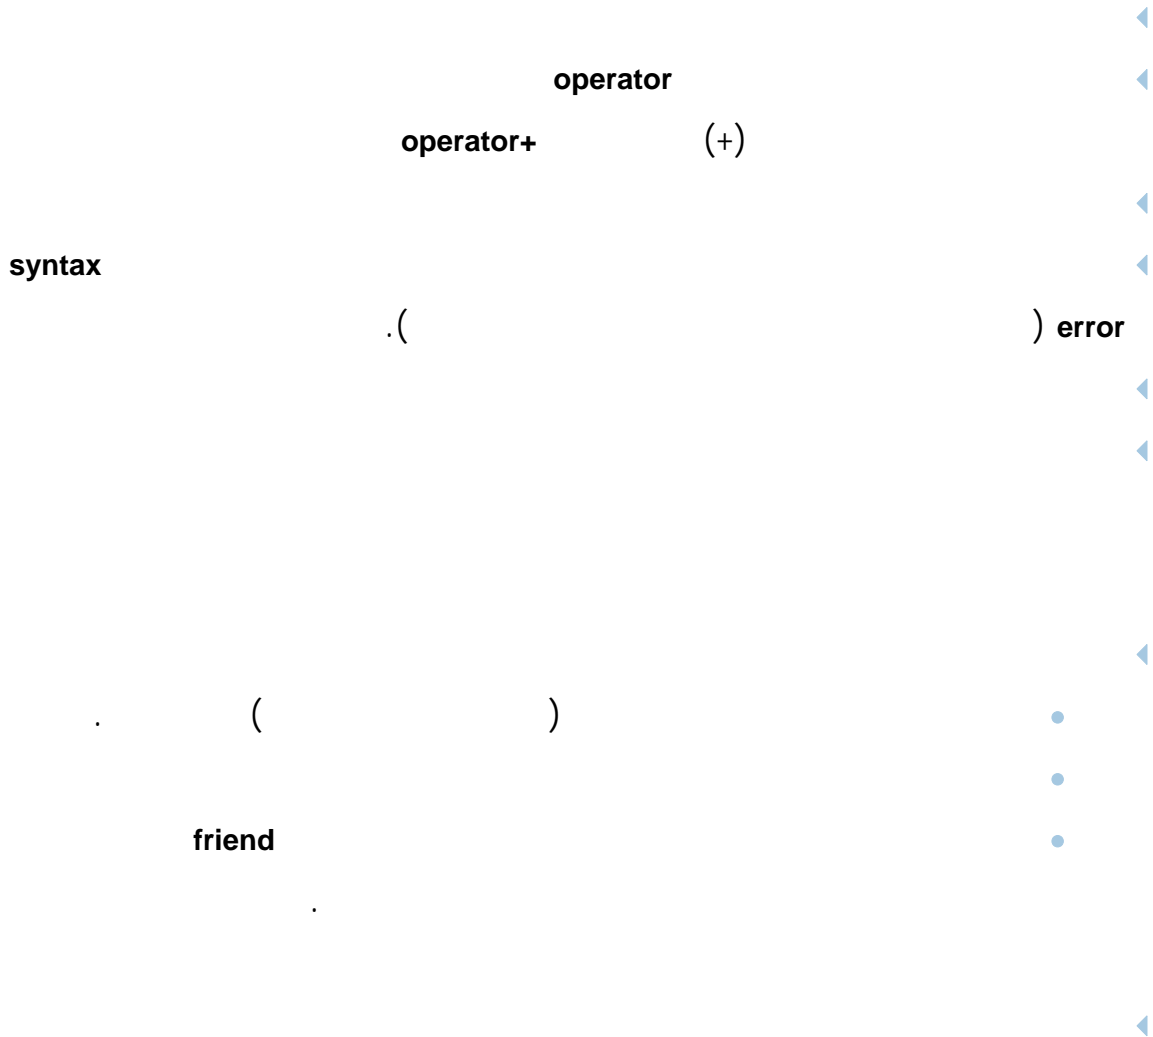 operator
(+) operator+
syntax
error ( ).
( ) .
friend
.